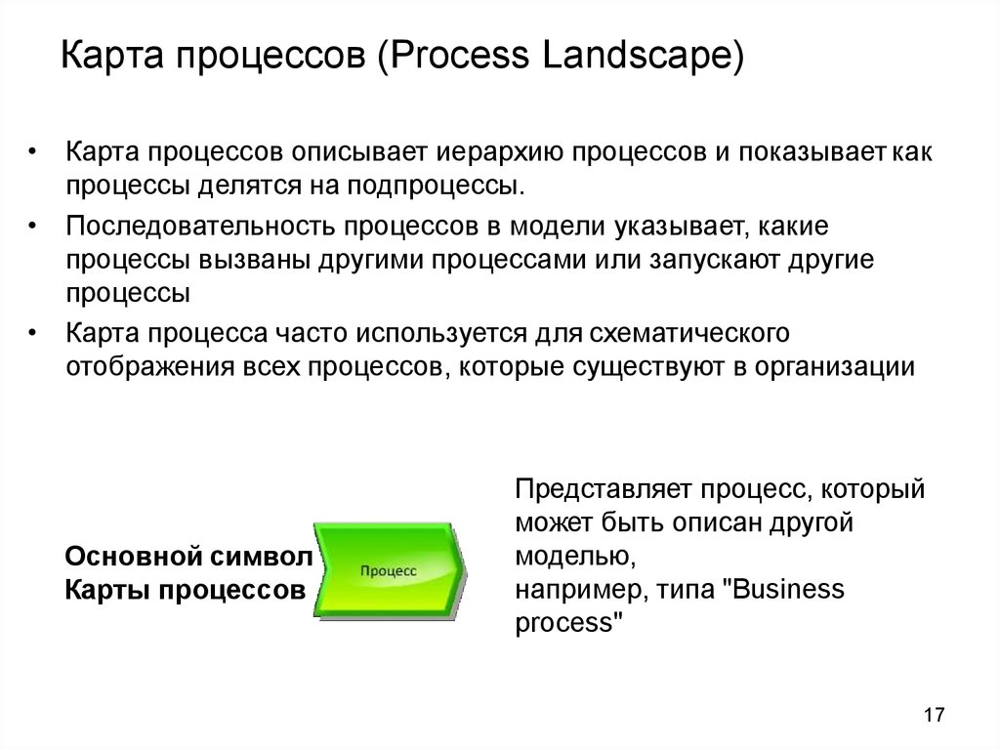 Карта процессов (Process Landscape)
• Карта процессов описывает иерархию процессов и показывает как
процессы делятся на подпроцессы.
• Последовательность процессов в модели указывает, какие
процессы вызваны другими процессами или запускают другие
процессы
• Карта процесса часто используется для схематического
отображения всех процессов, которые существуют в организации
Основной символ
Карты процессов
Процесс
Представляет процесс, который
может быть описан другой
моделью,
например, типа "Business
process"
17